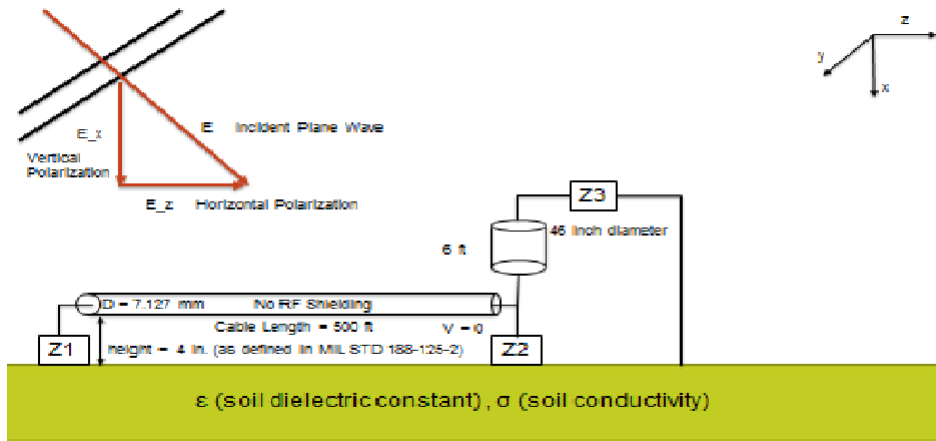 z
y
x
E_x
E Incident Plane Wave
Vertical
Polarization
E_z Horizontal Polarization
Z3
46 inch diameter
6 ft
D = 7.127 mm No RF Shielding
Cable Length = 500 ft V = 0
Z1 height = 4 in. (as defined in MIL STD 188-125-2) Z2
ε (soil dielectric constant) , σ (soil conductivity)